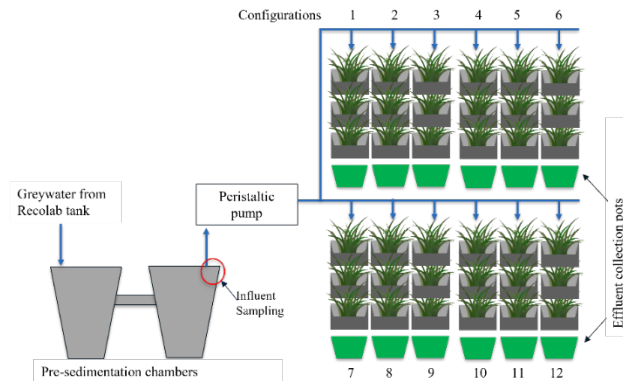 Configurations 1 2 3 4 5 6
Greywater from
Recolab tank
Peristaltic
pump
Influent
Sampling
Pre-sedimentation chambers
Effluent collection pots
7 8 9 10 11 12